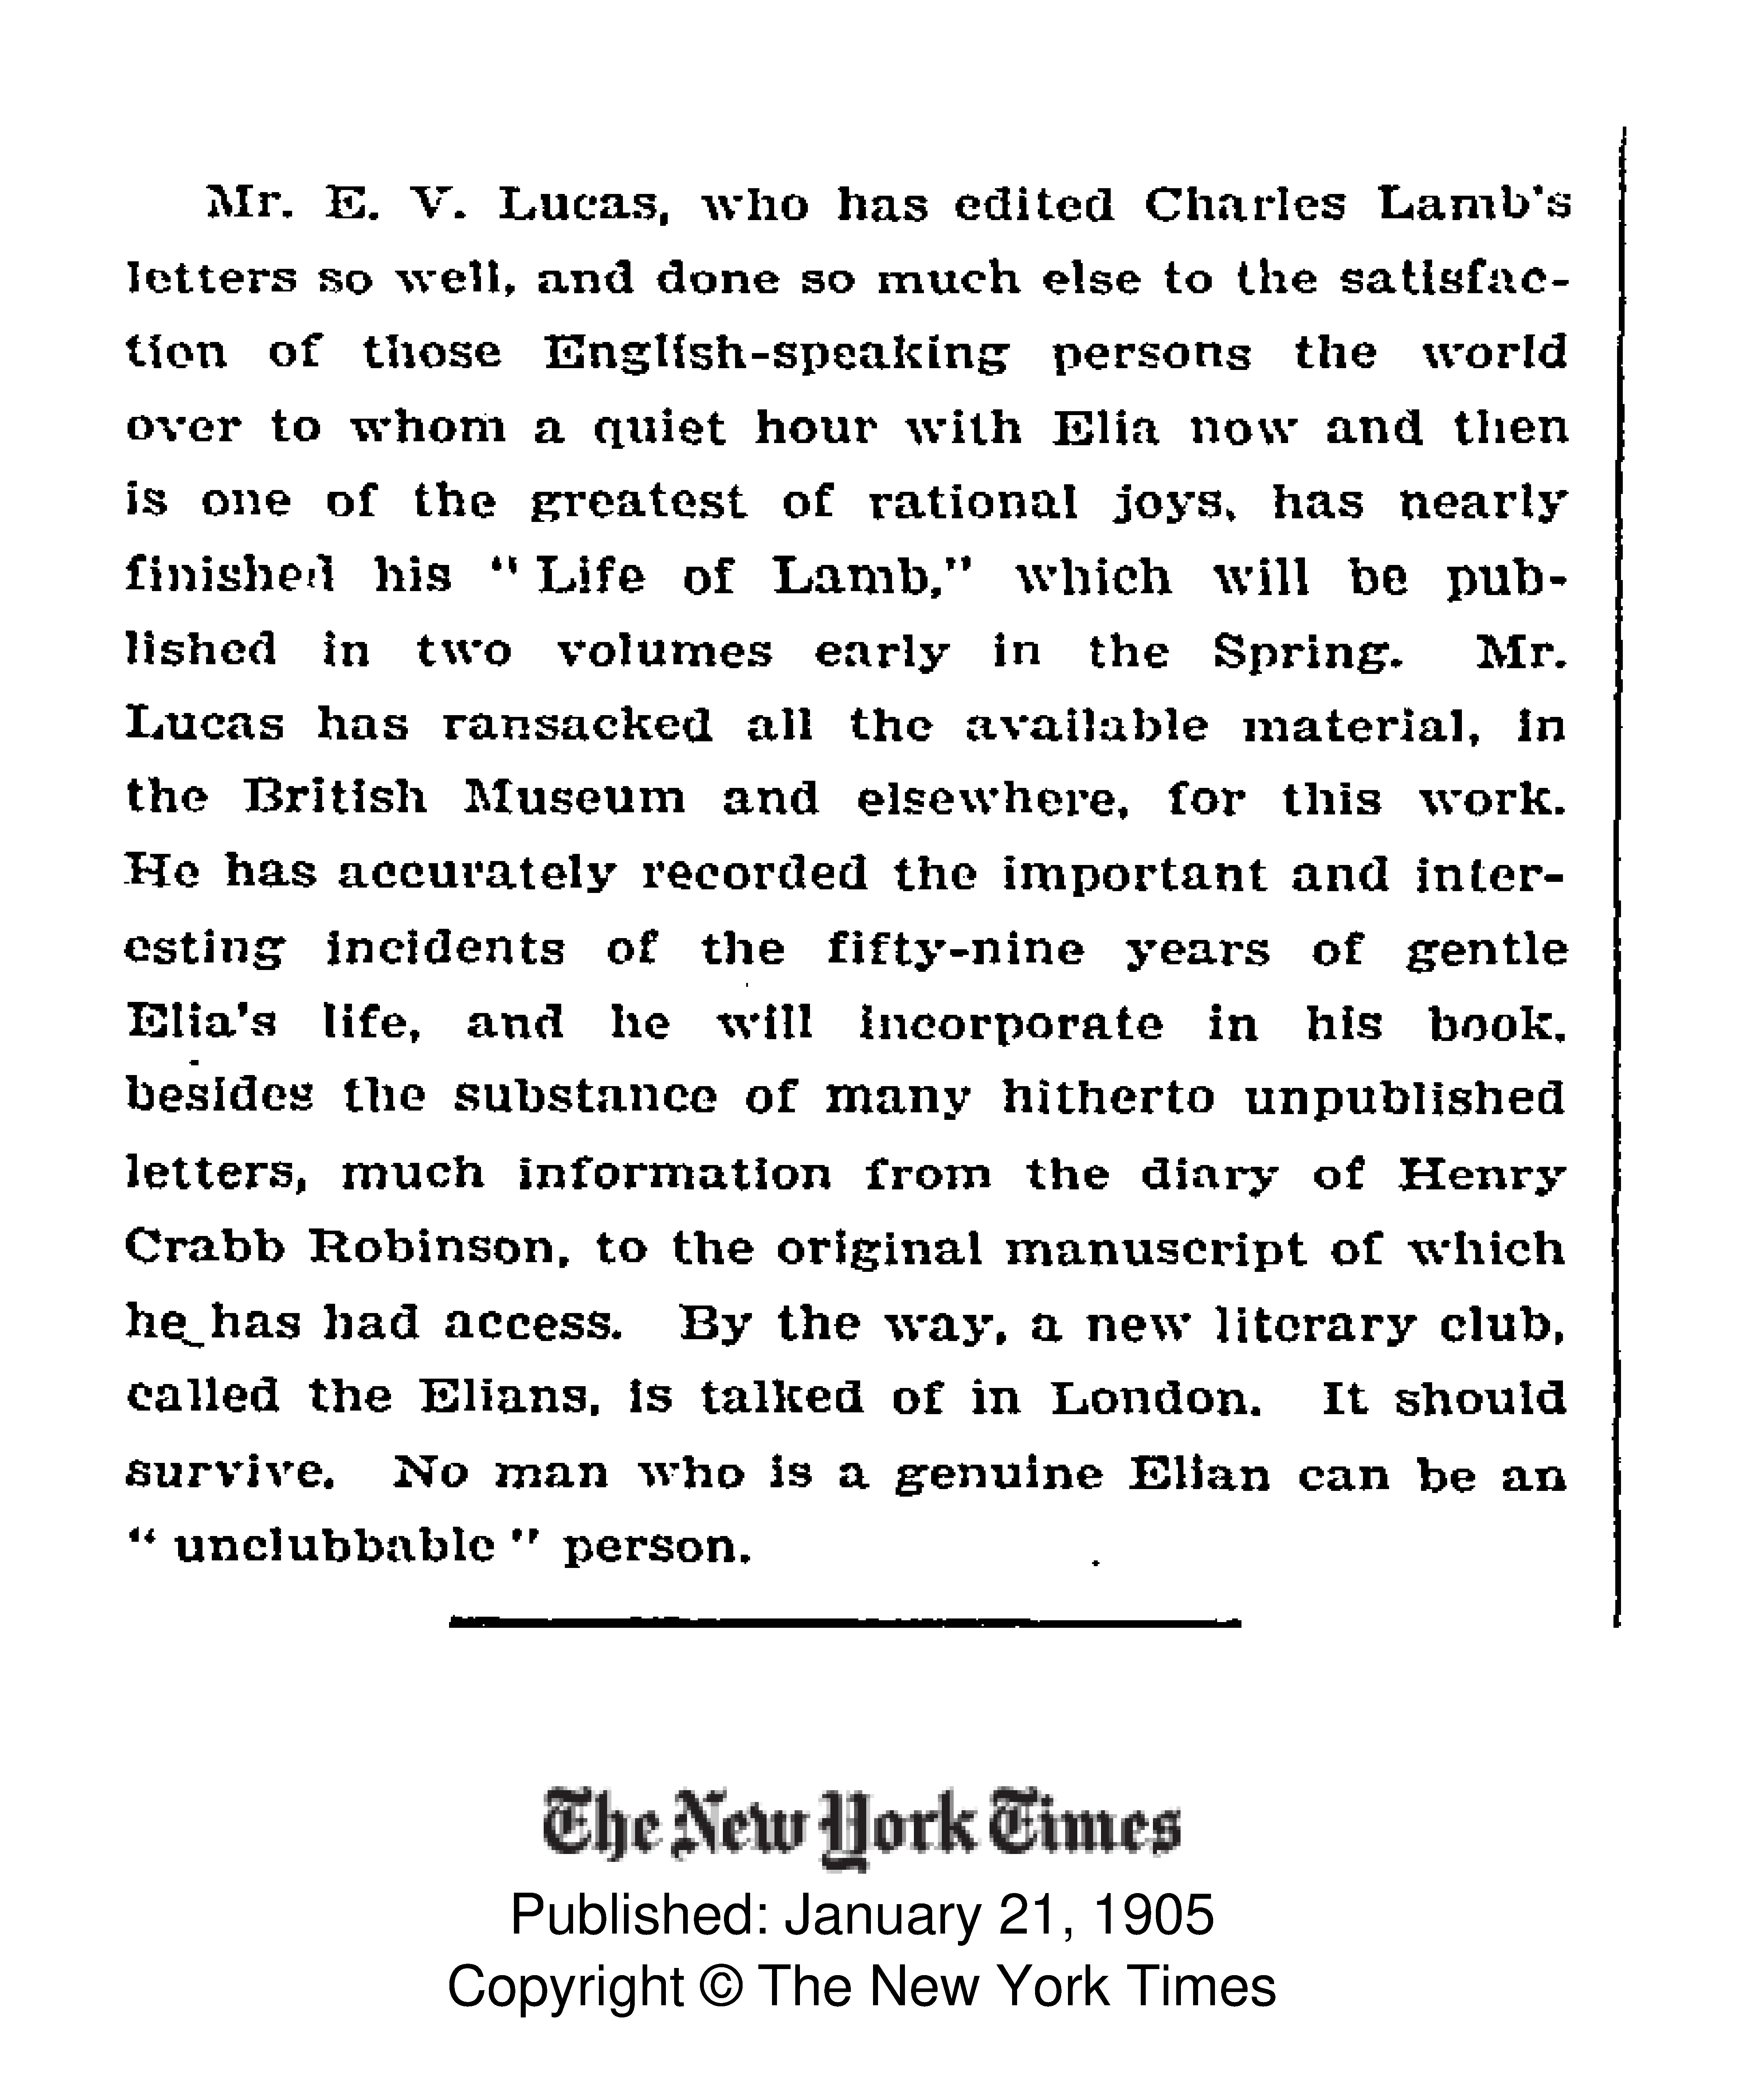 Mr. E. V. Lucas, who has edited Charles Lamb's
letters so well, and done so much else to the satisfac-
tion of those English-speaking persons the world
over to whom a quiet hour with Elia now and then
is one of the greatest of rational joys, has nearly
finished his "Life of Lamb," which will be pub-
lished in two volumes early in the Spring. Mr.
Lucas has ransacked all the available material, in
the British Museum and elsewhere, for this work.
He has accurately recorded the important and inter-
esting incidents of the fifty-nine years of gentle
Elia's life, and he will incorporate in his book,
besides the substance of many hitherto unpublished
letters, much information from the diary of Henry
Crabb Robinson, to the original manuscript of which
he has had access. By the way, a new literary club,
called the Elians, is talked of in London. It should
survive. No man who is a genuine Elian can be an
"unclubbable" person.
The New York Times
Published: January 21, 1905
Copyright © The New York Times